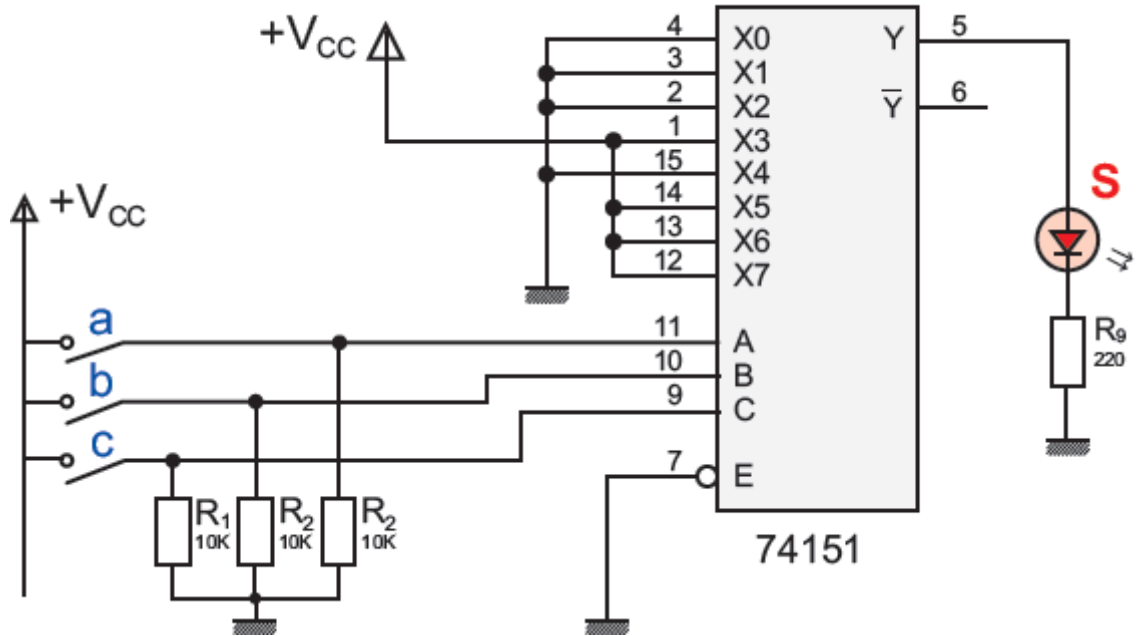 +VCC
4 X0 Y 5
3 X1
2 X2 Y̅ 6
1 X3
15 X4
14 X5
13 X6
12 X7
S
+VCC
a 11 A
b 10 B
c 9 C
R9
220
7 E
R1 R2 R2
10K 10K 10K
74151